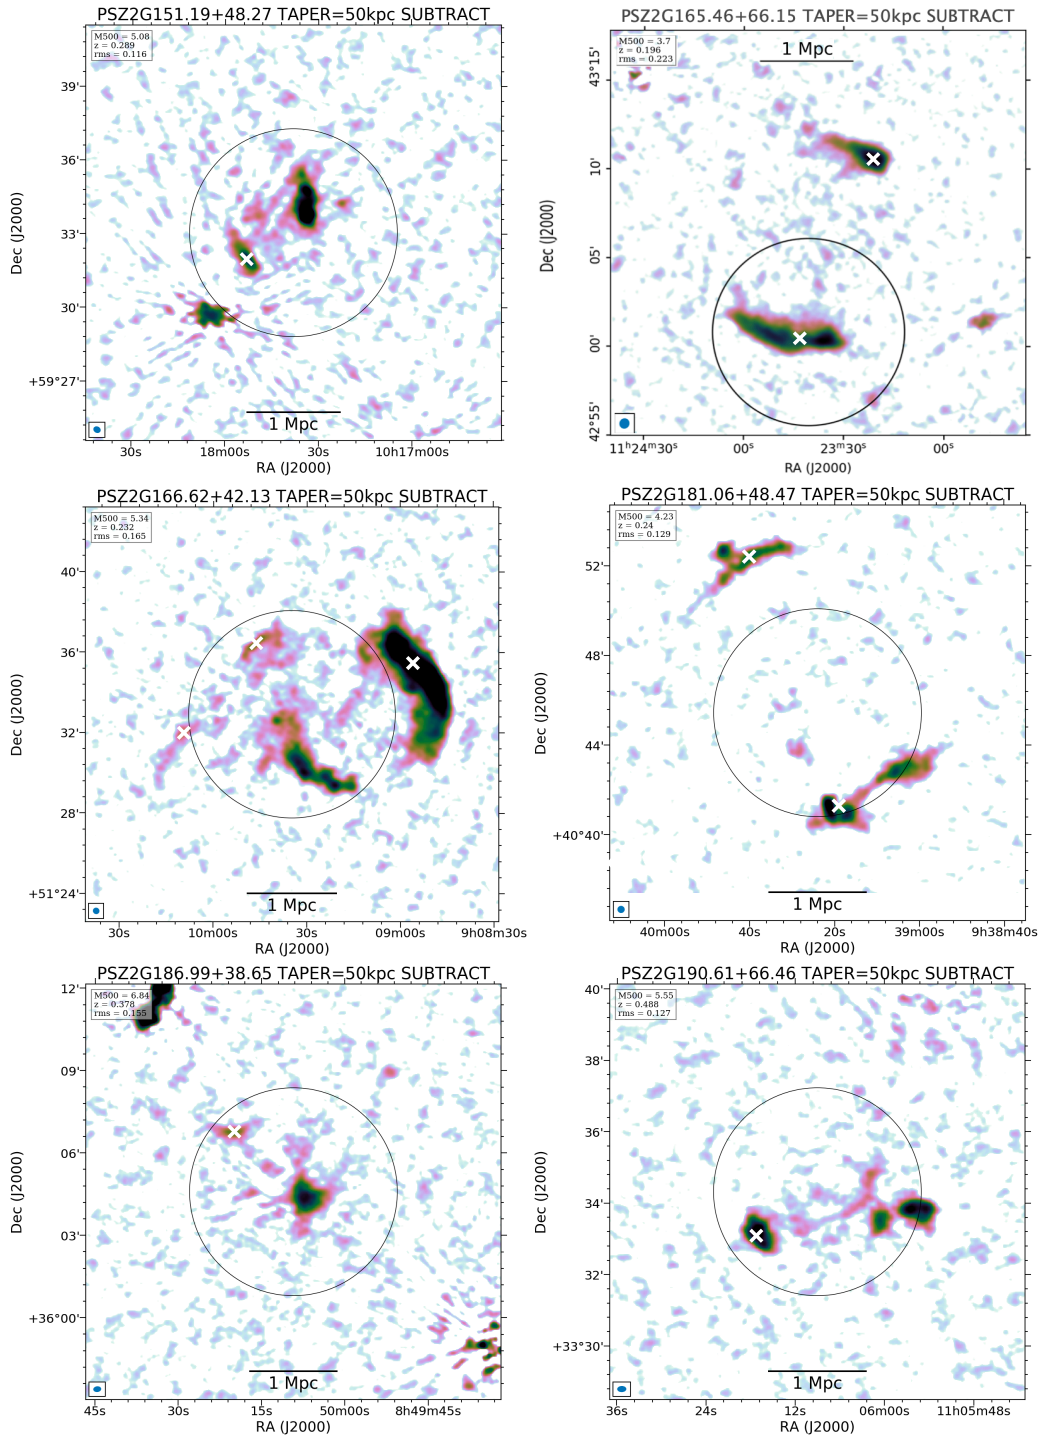 PSZ2G151.19+48.27 TAPER=50kpc SUBTRACT
M500 = 5.08
z = 0.289
rms = 0.116
39'
36'
33'
30'
+59°27'
Dec (J2000)
1 Mpc
30s 18m00s 30s 10h17m00s
RA (J2000)
PSZ2G165.46+66.15 TAPER=50kpc SUBTRACT
M500 = 3.7
z = 0.196
rms = 0.223
1 Mpc
43°15'
10'
05'
00'
42°55'
Dec (J2000)
11h24m30s 00s 23m30s 00s
RA (J2000)
PSZ2G166.62+42.13 TAPER=50kpc SUBTRACT
M500 = 5.34
z = 0.232
rms = 0.165
40'
36'
32'
28'
+51°24'
Dec (J2000)
1 Mpc
30s 10m00s 30s 09m00s 9h08m30s
RA (J2000)
PSZ2G181.06+48.47 TAPER=50kpc SUBTRACT
M500 = 4.23
z = 0.24
rms = 0.129
52'
48'
44'
+40°40'
Dec (J2000)
1 Mpc
40m00s 40s 20s 39m00s 9h38m40s
RA (J2000)
PSZ2G186.99+38.65 TAPER=50kpc SUBTRACT
M500 = 6.84
z = 0.378
rms = 0.155
12'
09'
06'
03'
+36°00'
Dec (J2000)
1 Mpc
45s 30s 15s 50m00s 8h49m45s
RA (J2000)
PSZ2G190.61+66.46 TAPER=50kpc SUBTRACT
M500 = 5.55
z = 0.488
rms = 0.127
40'
38'
36'
34'
32'
+33°30'
Dec (J2000)
1 Mpc
36s 24s 12s 06m00s 11h05m48s
RA (J2000)